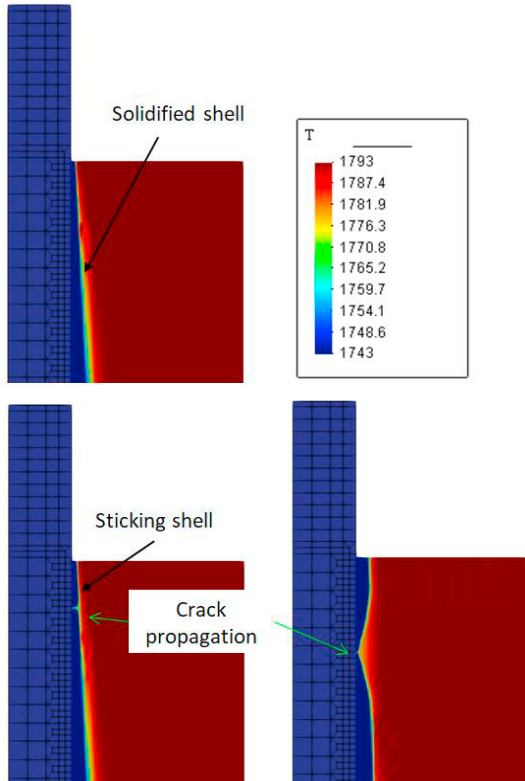 Solidified shell
T
1793
1787.4
1781.9
1776.3
1770.8
1765.2
1759.7
1754.1
1748.6
1743
Sticking shell
Crack
propagation